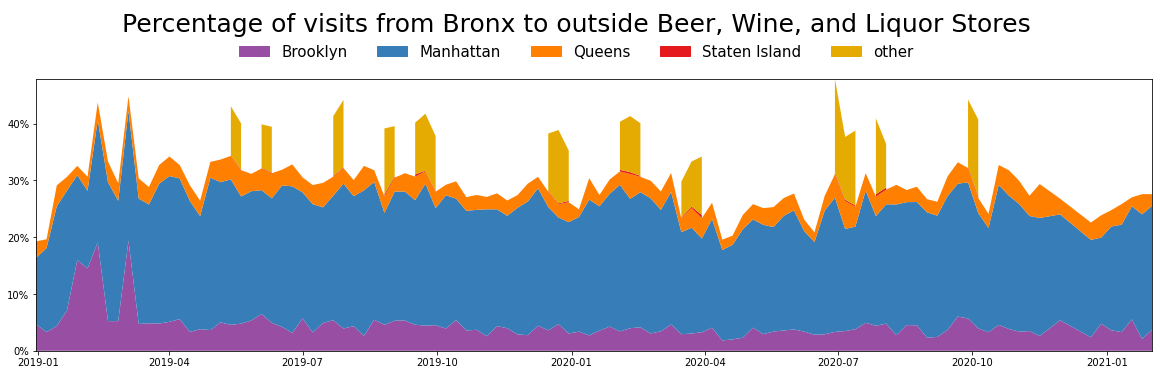 Percentage of visits from Bronx to outside Beer, Wine, and Liquor Stores
Brooklyn Manhattan Queens Staten Island other
40%
30%
20%
10%
0%
2019-01 2019-04 2019-07 2019-10 2020-01 2020-04 2020-07 2020-10 2021-01